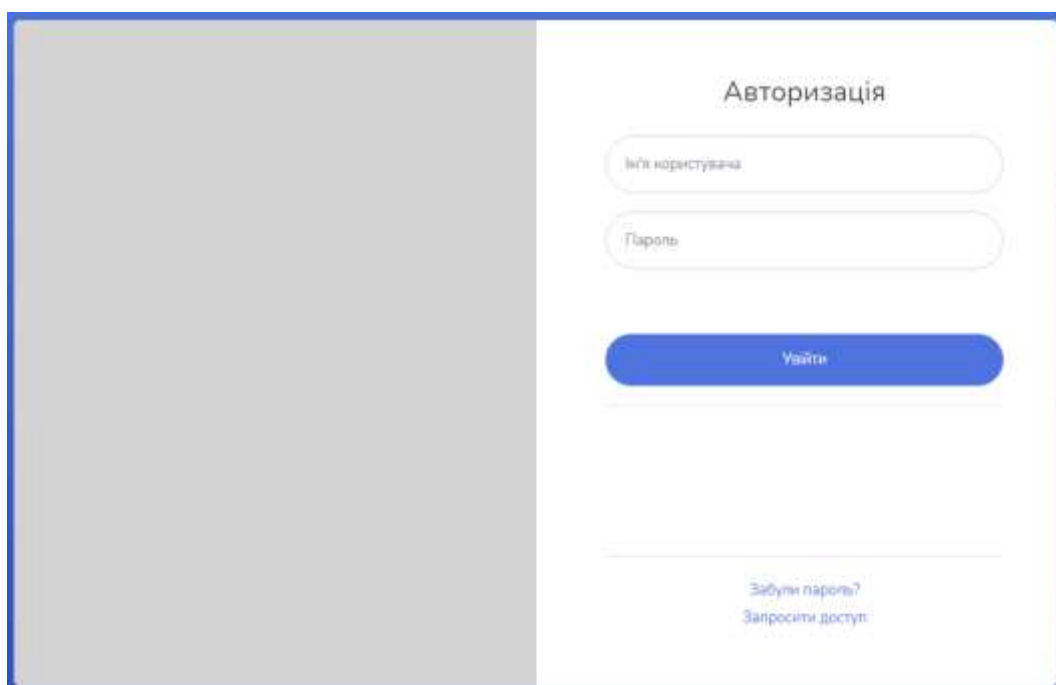 Авторизація
Ім'я користувача
Пароль
Увійти
Забули пароль?
Запросити доступ